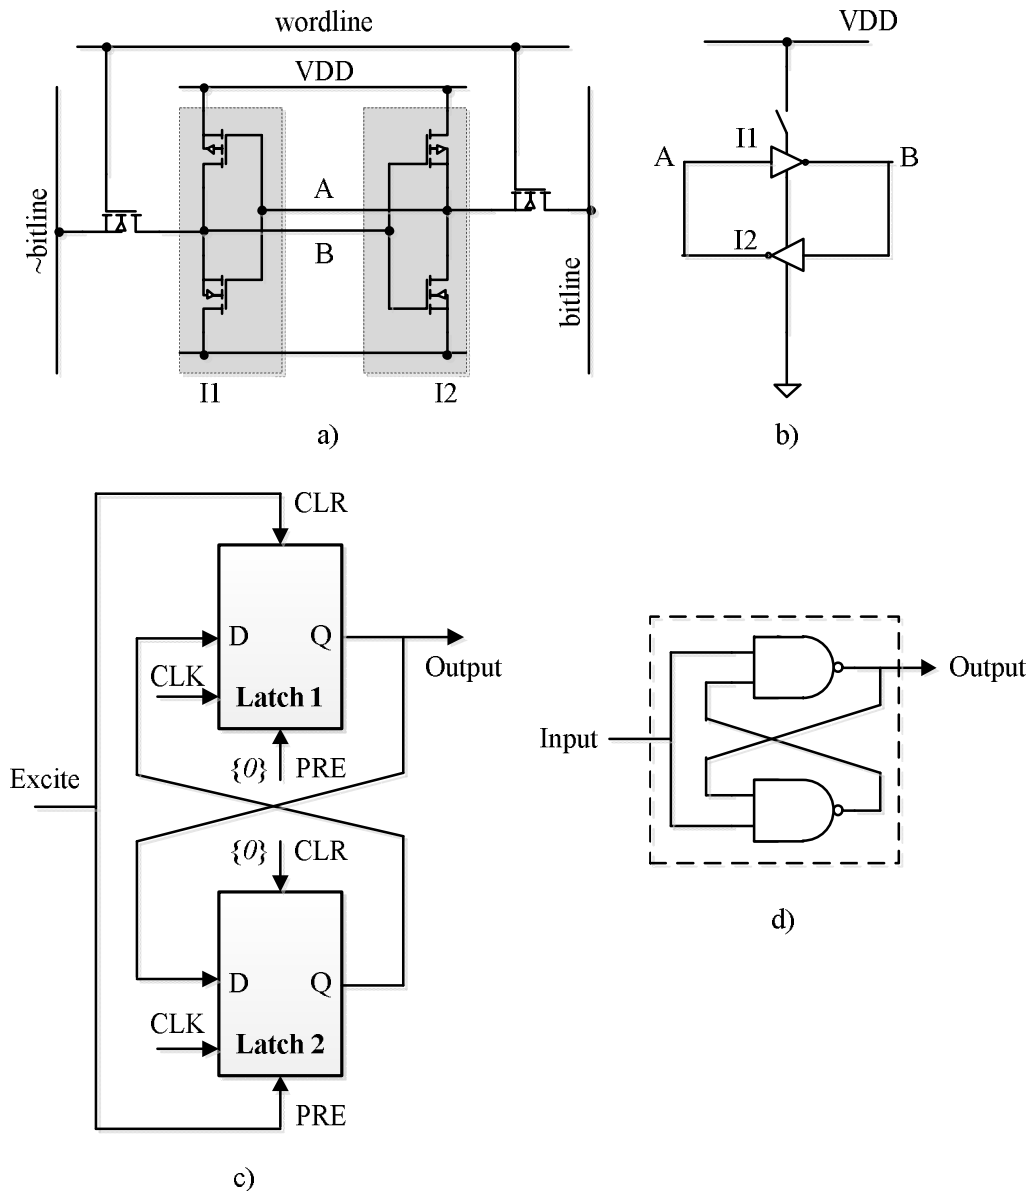 wordline
VDD
~bitline
A
B
bitline
I1
I2
a)
VDD
I1
A
B
I2
b)
CLR
D
Q
Output
CLK
Latch 1
{0}
PRE
Excite
{0}
CLR
D
Q
CLK
Latch 2
PRE
c)
Output
Input
d)